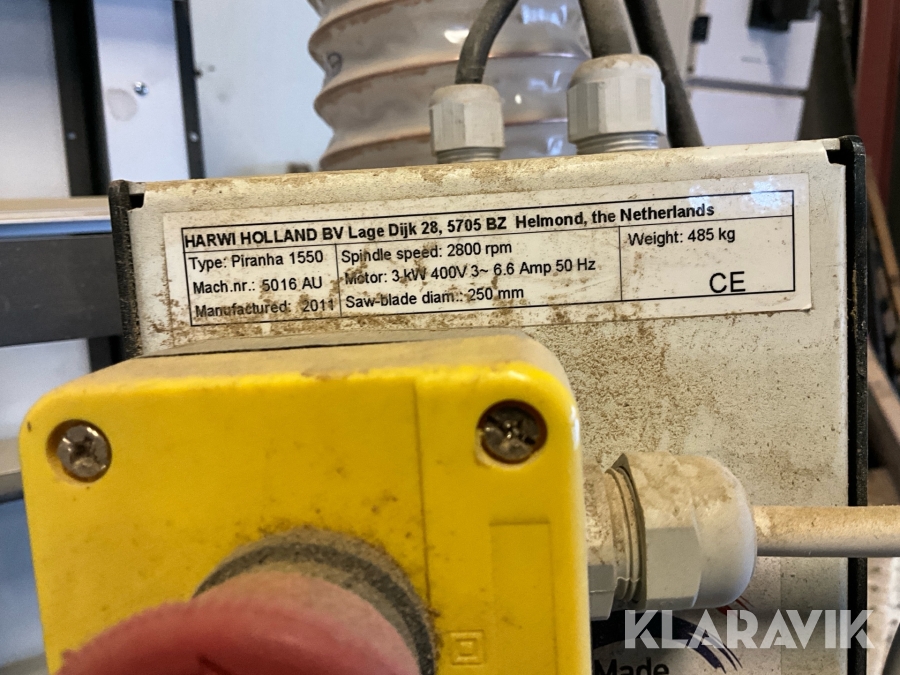 HARWI HOLLAND BV Lage Dijk 28, 5705 BZ Helmond, the Netherlands
Type: Piranha 1550
Mach.nr.: 5016 AU
Manufactured: 2011
Spindle speed: 2800 rpm
Motor: 3 kW 400V 3~ 6.6 Amp 50 Hz
Saw-blade diam.: 250 mm
Weight: 485 kg
CE
KLARAVIK
Made